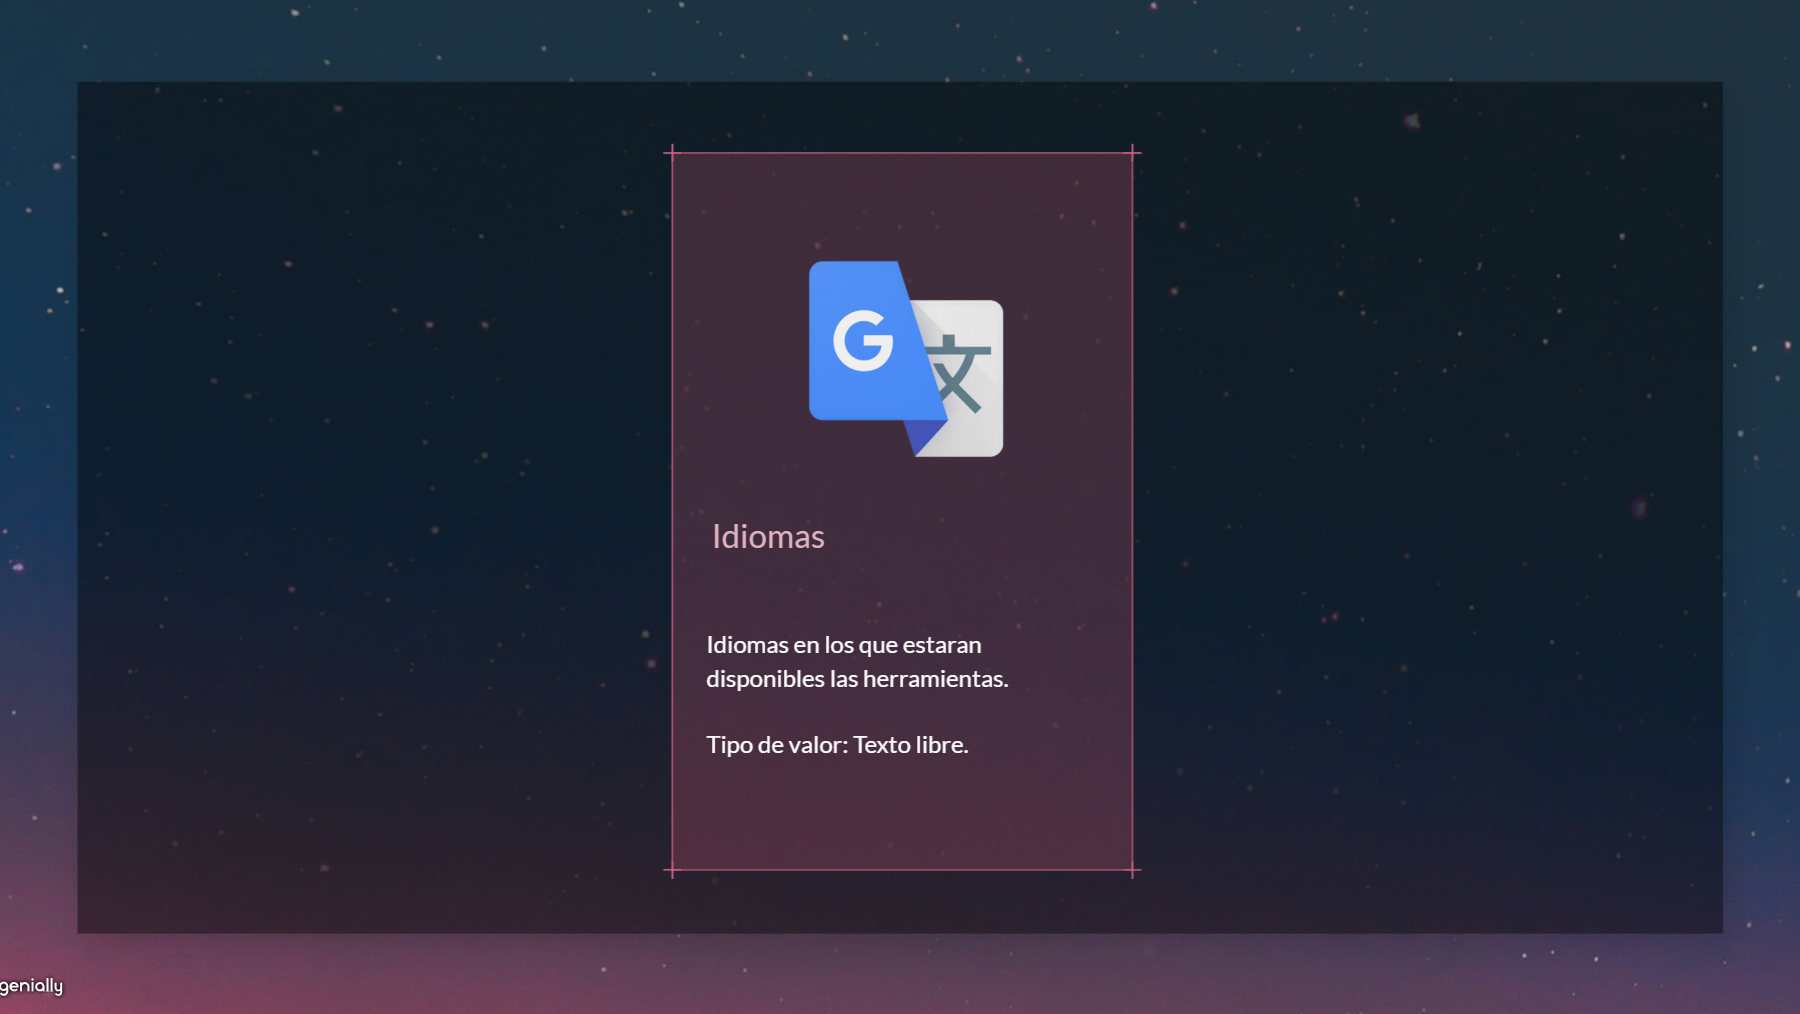 G 文
Idiomas
Idiomas en los que estaran
disponibles las herramientas.
Tipo de valor: Texto libre.
genially